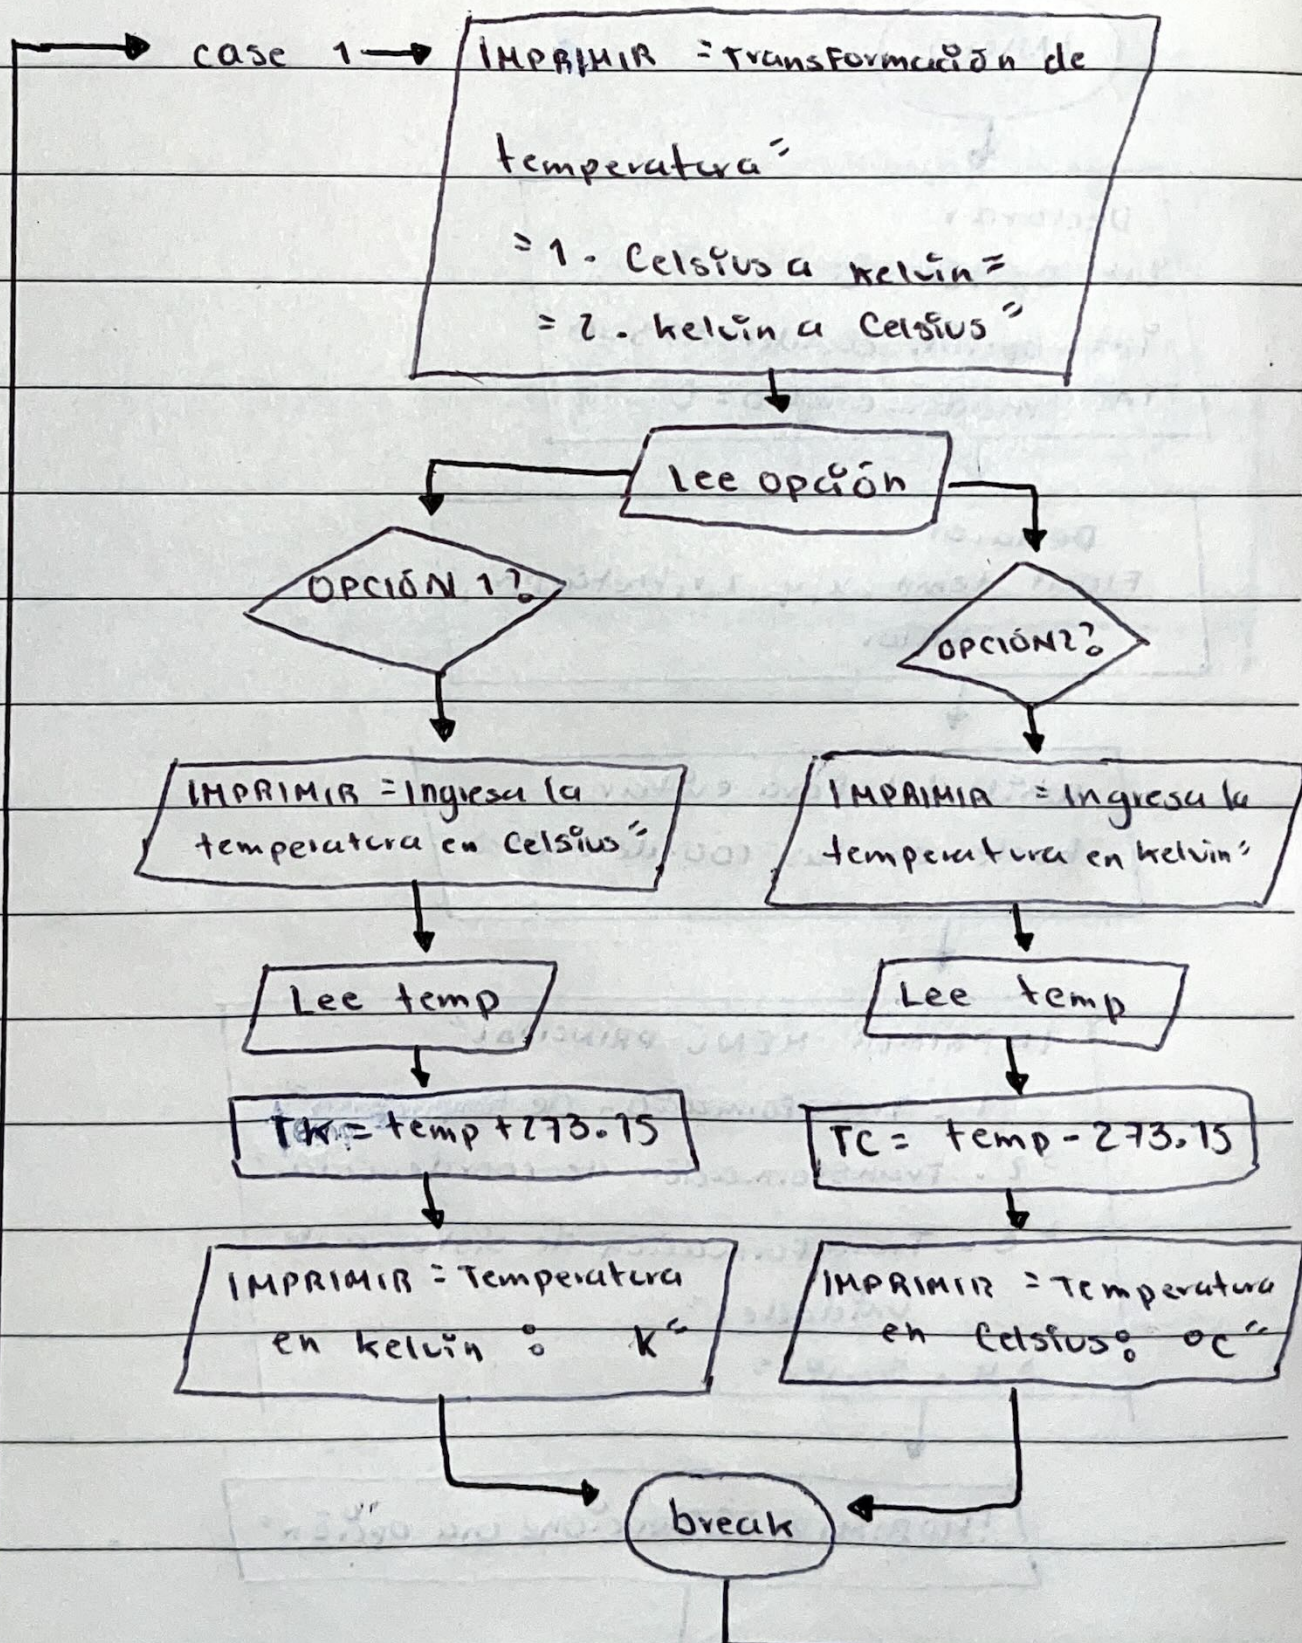 case 1
IMPRIMIR "Transformación de
temperatura"
"1. Celsius a Kelvin"
"2. Kelvin a Celsius"
Lee opción
OPCIÓN 1?
OPCIÓN 2?
IMPRIMIR "Ingresa la
temperatura en Celsius"
IMPRIMIR "Ingresa la
temperatura en Kelvin"
Lee temp
Lee temp
TK = temp + 273.15
TC = temp - 273.15
IMPRIMIR "Temperatura
en Kelvin : K"
IMPRIMIR "Temperatura
en Celsius: °C"
break